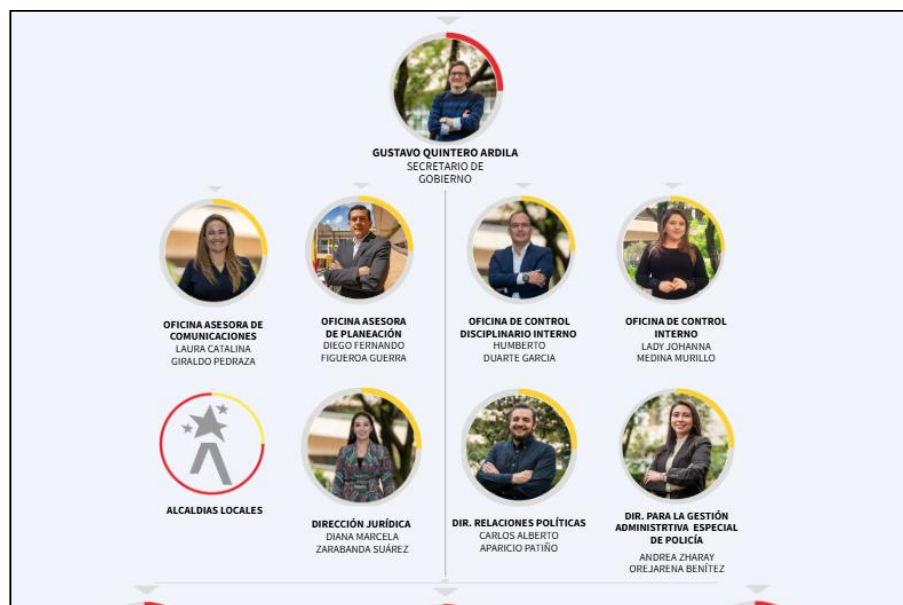 GUSTAVO QUINTERO ARDILA
SECRETARIO DE
GOBIERNO
OFICINA ASESORA DE
COMUNICACIONES
LAURA CATALINA
GIRALDO PEDRAZA
OFICINA ASESORA
DE PLANEACIÓN
DIEGO FERNANDO
FIGUEROA GUERRA
OFICINA DE CONTROL
DISCIPLINARIO INTERNO
HUMBERTO
DUARTE GARCIA
OFICINA DE CONTROL
INTERNO
LADY JOHANNA
MEDINA MURILLO
ALCALDIAS LOCALES
DIRECCIÓN JURÍDICA
DIANA MARCELA
ZARABANDA SUÁREZ
DIR. RELACIONES POLÍTICAS
CARLOS ALBERTO
APARICIO PATIÑO
DIR. PARA LA GESTIÓN
ADMINISTRTIVA ESPECIAL
DE POLICÍA
ANDREA ZHARAY
OREJARENA BENÍTEZ